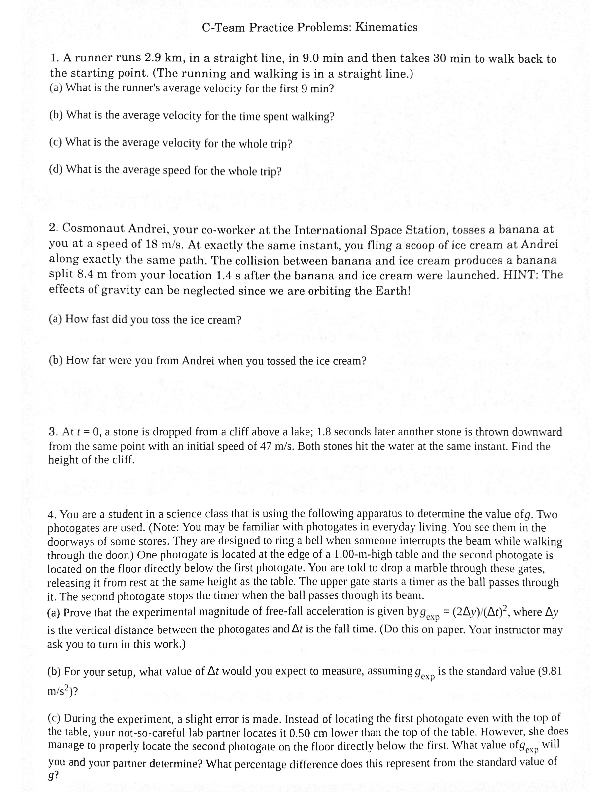 C-Team Practice Problems: Kinematics
1. A runner runs 2.9 km, in a straight line, in 9.0 min and then takes 30 min to walk back to
the starting point. (The running and walking is in a straight line.)
(a) What is the runner's average velocity for the first 9 min?
(b) What is the average velocity for the time spent walking?
(c) What is the average velocity for the whole trip?
(d) What is the average speed for the whole trip?
2. Cosmonaut Andrei, your co-worker at the International Space Station, tosses a banana at
you at a speed of 18 m/s. At exactly the same instant, you fling a scoop of ice cream at Andrei
along exactly the same path. The collision between banana and ice cream produces a banana
split 8.4 m from your location 1.4 s after the banana and ice cream were launched. HINT: The
effects of gravity can be neglected since we are orbiting the Earth!
(a) How fast did you toss the ice cream?
(b) How far were you from Andrei when you tossed the ice cream?
3. At t = 0, a stone is dropped from a cliff above a lake; 1.8 seconds later another stone is thrown downward
from the same point with an initial speed of 47 m/s. Both stones hit the water at the same instant. Find the
height of the cliff.
4. You are a student in a science class that is using the following apparatus to determine the value of g. Two
photogates are used. (Note: You may be familiar with photogates in everyday living. You see them in the
doorways of some stores. They are designed to ring a bell when someone interrupts the beam while walking
through the door.) One photogate is located at the edge of a 1.00-m-high table and the second photogate is
located on the floor directly below the first photogate. You are told to drop a marble through these gates,
releasing it from rest at the same height as the table. The upper gate starts a timer as the ball passes through
it. The second photogate stops the timer when the ball passes through its beam.
(a) Prove that the experimental magnitude of free-fall acceleration is given by g_exp = (2Δy)/(Δt)², where Δy
is the vertical distance between the photogates and Δt is the fall time. (Do this on paper. Your instructor may
ask you to turn in this work.)
(b) For your setup, what value of Δt would you expect to measure, assuming g_exp is the standard value (9.81
m/s²)?
(c) During the experiment, a slight error is made. Instead of locating the first photogate even with the top of
the table, your not-so-careful lab partner locates it 0.50 cm lower than the top of the table. However, she does
manage to properly locate the second photogate on the floor directly below the first. What value of g_exp will
you and your partner determine? What percentage difference does this represent from the standard value of
g?